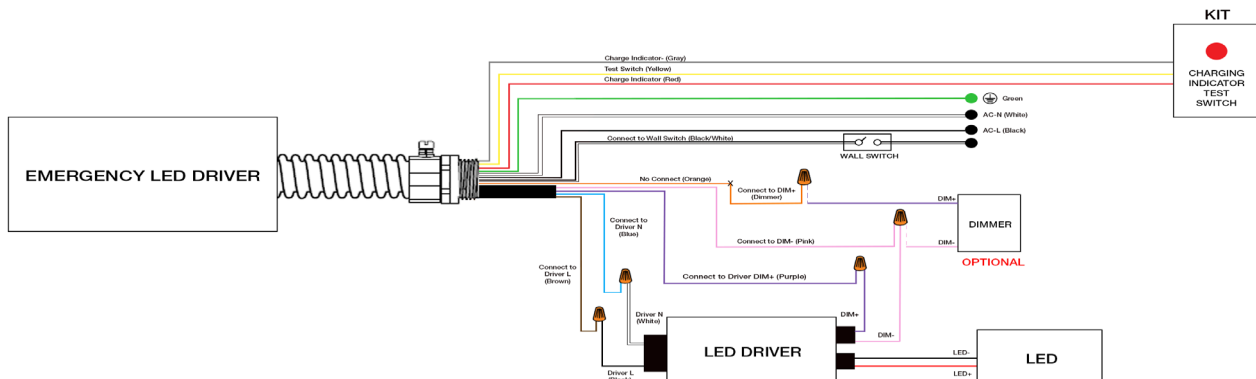 KIT
CHARGING
INDICATOR
TEST
SWITCH
Charge Indicator- (Gray)
Test Switch (Yellow)
Charge Indicator (Red)
Green
AC-N (White)
AC-L (Black)
Connect to Wall Switch (Black/White)
WALL SWITCH
EMERGENCY LED DRIVER
No Connect (Orange)
x
Connect to DIM+
(Dimmer)
DIM+
DIMMER
DIM-
OPTIONAL
Connect to
Driver N
(Blue)
Connect to DIM- (Pink)
Connect to
Driver L
(Brown)
Connect to Driver DIM+ (Purple)
Driver N
(White)
DIM+
DIM-
LED DRIVER
LED-
LED+
LED
Driver L